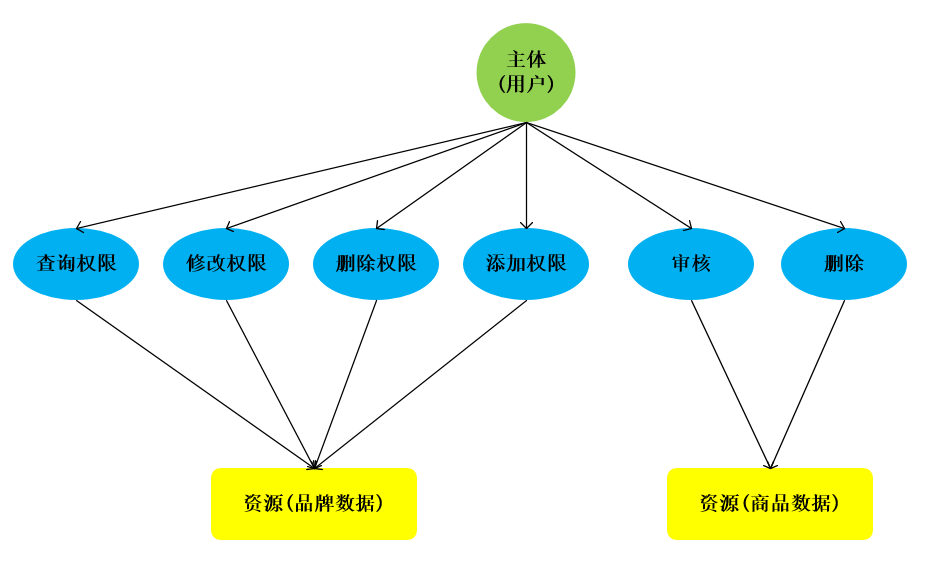 主体
(用户)
查询权限
修改权限
删除权限
添加权限
审核
删除
资源(品牌数据)
资源(商品数据)